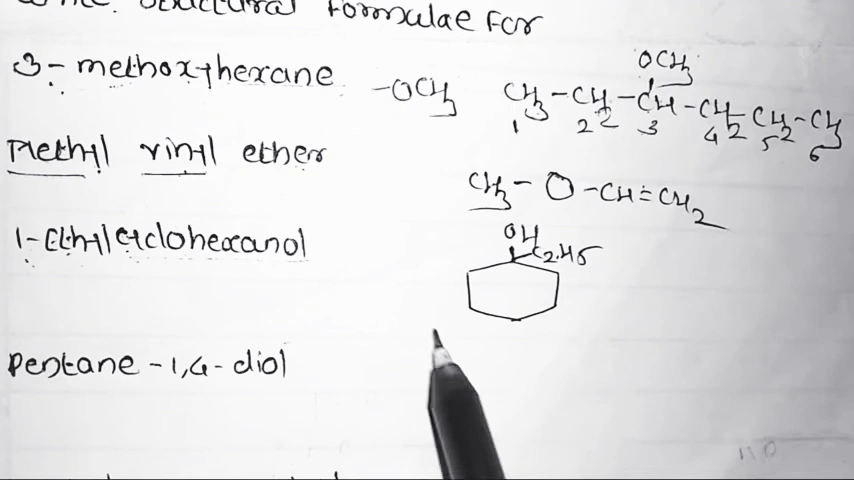 Structural Formulae For
3-methoxyhexane -OCH3 CH3-CH2-CH-CH2-CH2-CH3
OCH3
1 2 3 4 5 6
Methyl vinyl ether
CH3-O-CH=CH2
1-Ethylcyclohexanol
OH
C2H5
Pentane-1,4-diol